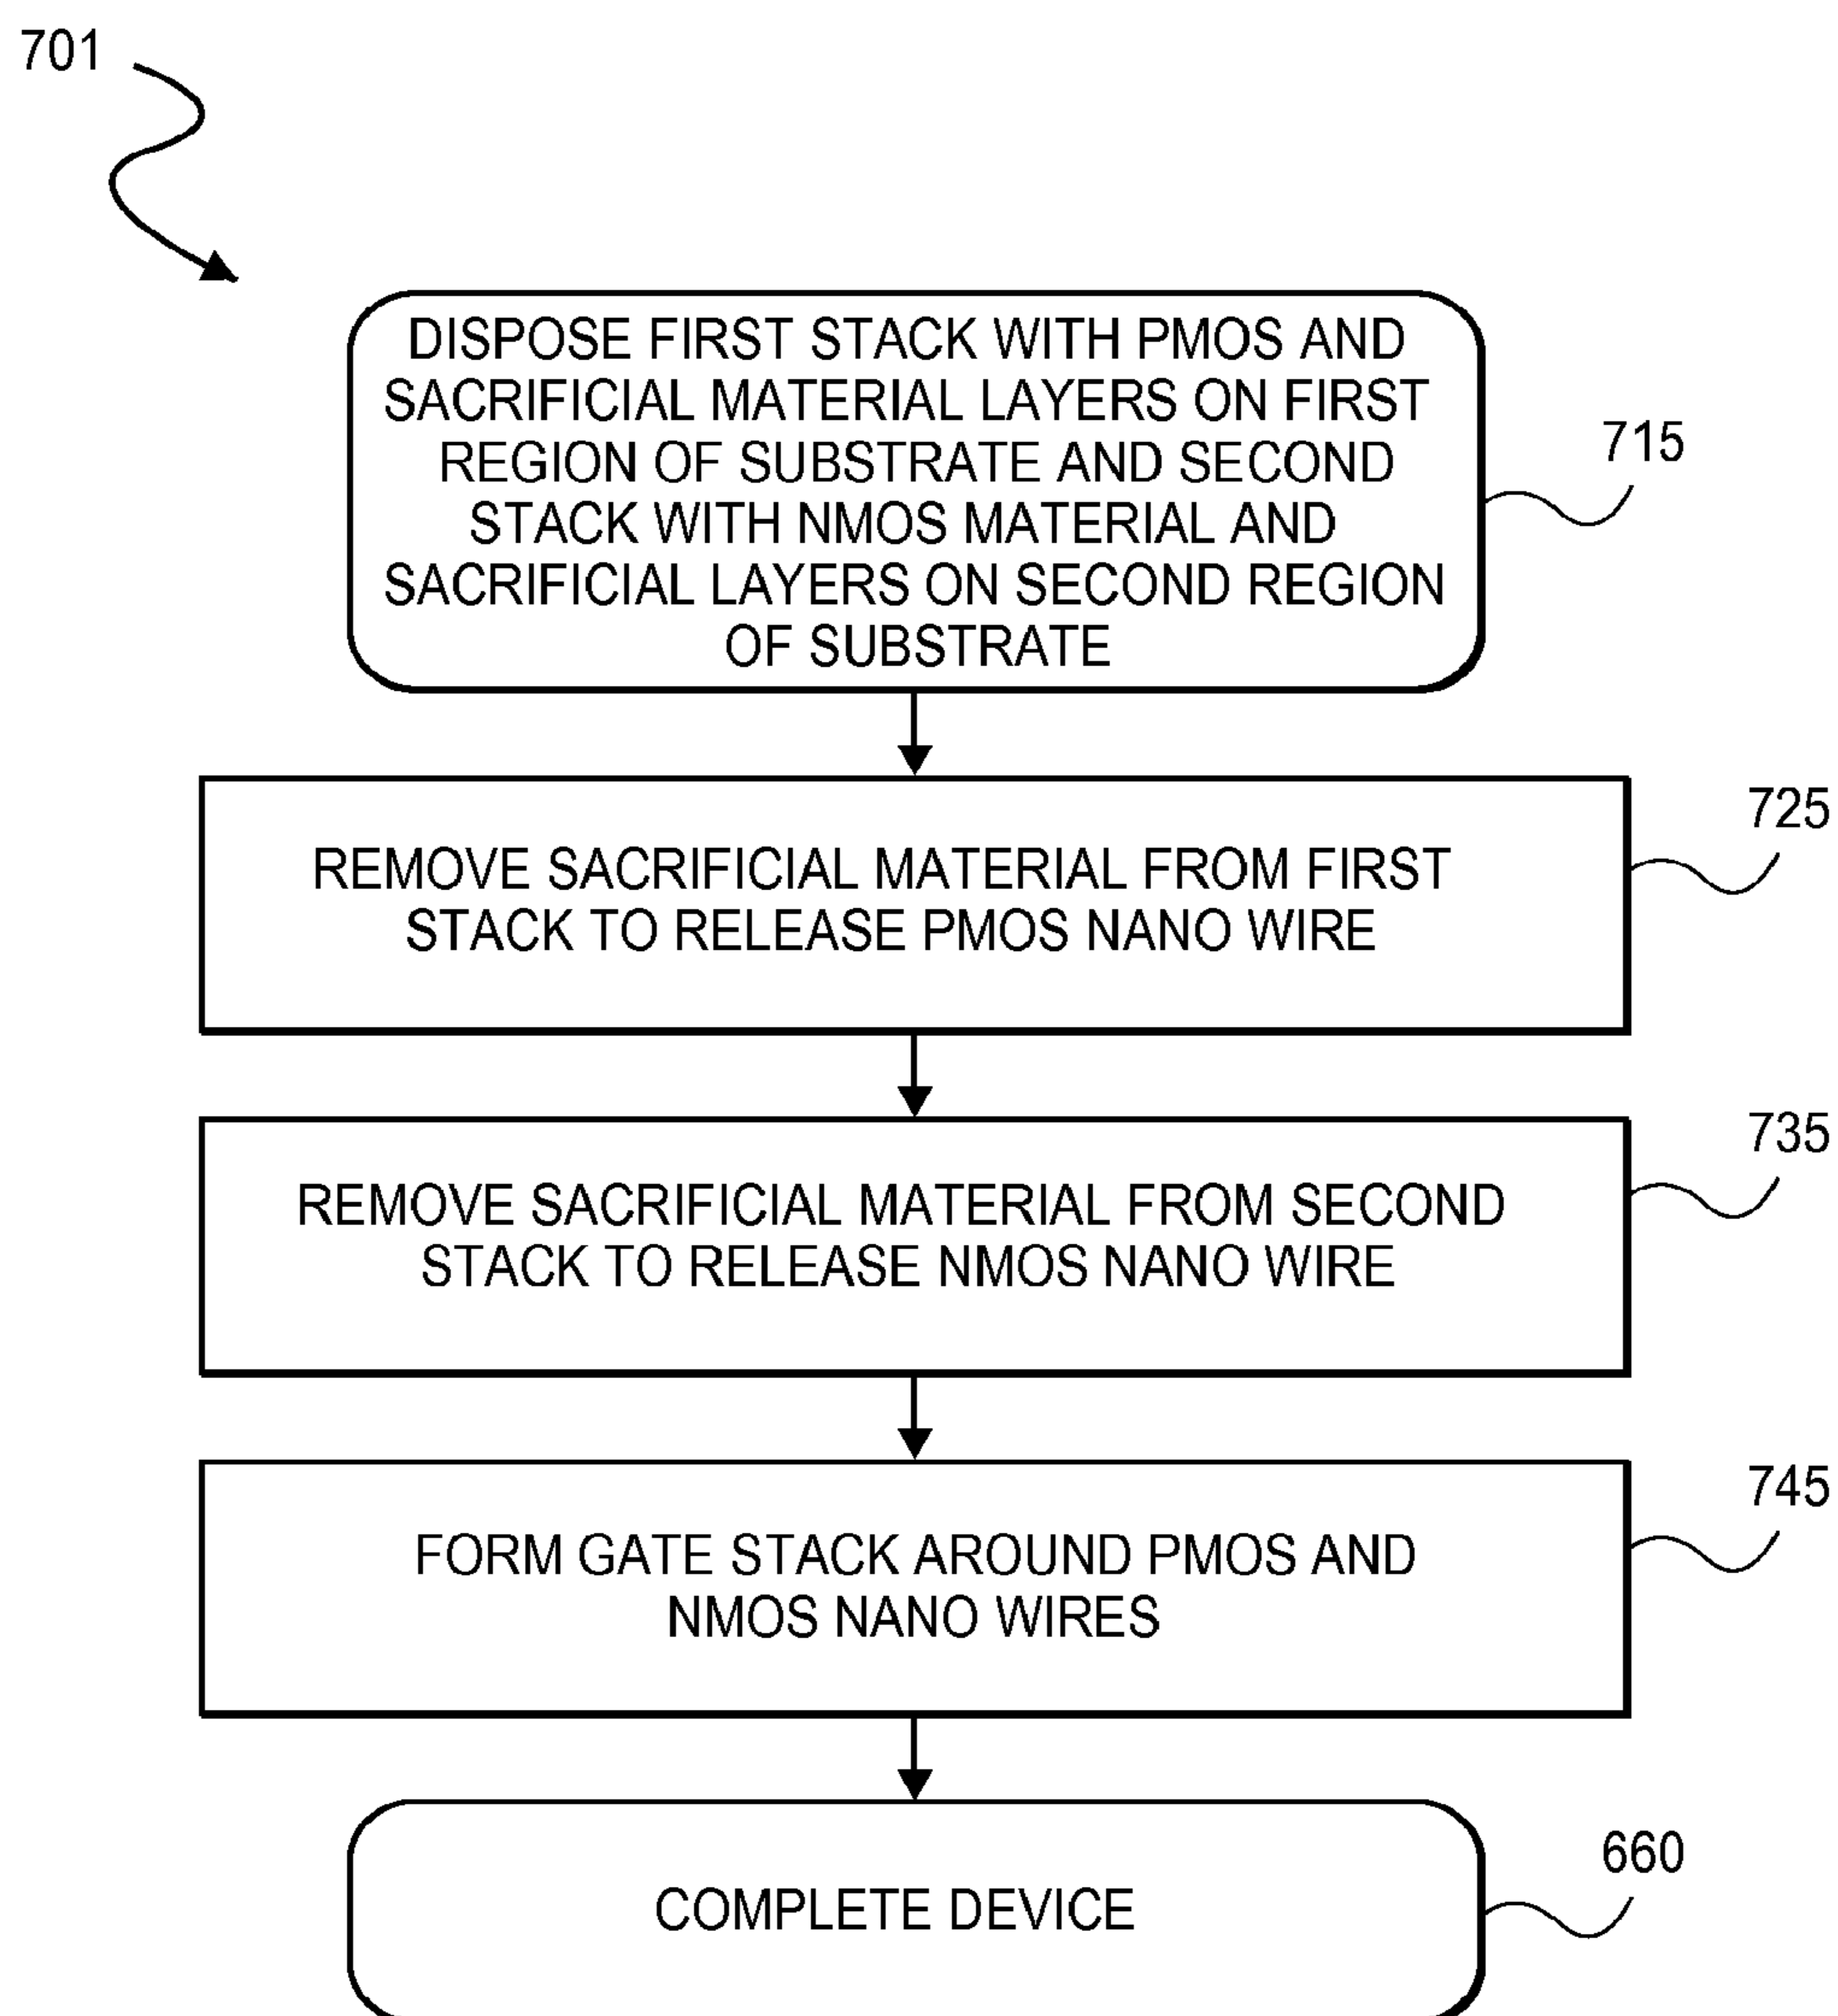 701
DISPOSE FIRST STACK WITH PMOS AND
SACRIFICIAL MATERIAL LAYERS ON FIRST
REGION OF SUBSTRATE AND SECOND
STACK WITH NMOS MATERIAL AND
SACRIFICIAL LAYERS ON SECOND REGION
OF SUBSTRATE
715
725
REMOVE SACRIFICIAL MATERIAL FROM FIRST
STACK TO RELEASE PMOS NANO WIRE
735
REMOVE SACRIFICIAL MATERIAL FROM SECOND
STACK TO RELEASE NMOS NANO WIRE
745
FORM GATE STACK AROUND PMOS AND
NMOS NANO WIRES
660
COMPLETE DEVICE